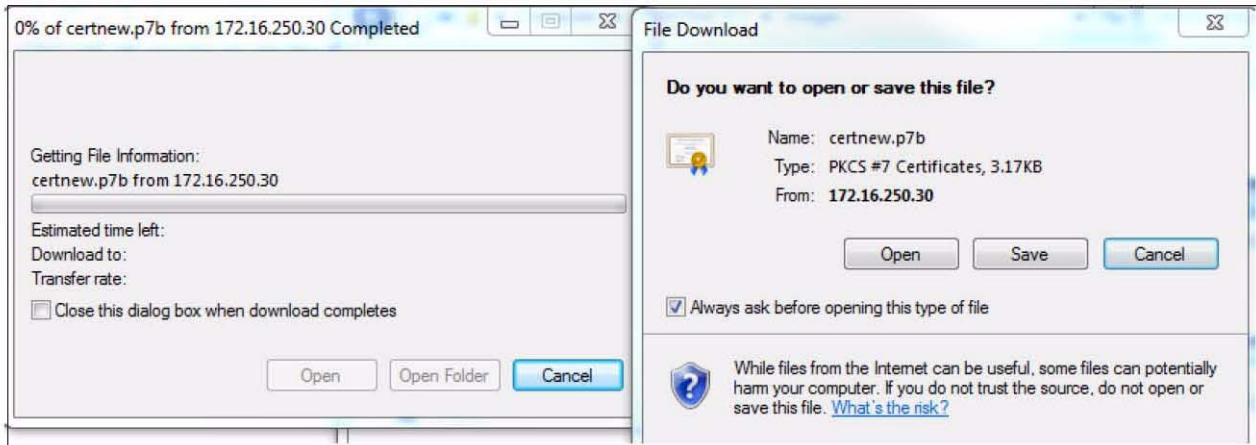 0% of certnew.p7b from 172.16.250.30 Completed
Getting File Information:
certnew.p7b from 172.16.250.30
Estimated time left:
Download to:
Transfer rate:
Close this dialog box when download completes
Open
Open Folder
Cancel
File Download
Do you want to open or save this file?
Name: certnew.p7b
Type: PKCS #7 Certificates, 3.17KB
From: 172.16.250.30
Open
Save
Cancel
Always ask before opening this type of file
While files from the Internet can be useful, some files can potentially
harm your computer. If you do not trust the source, do not open or
save this file. What's the risk?